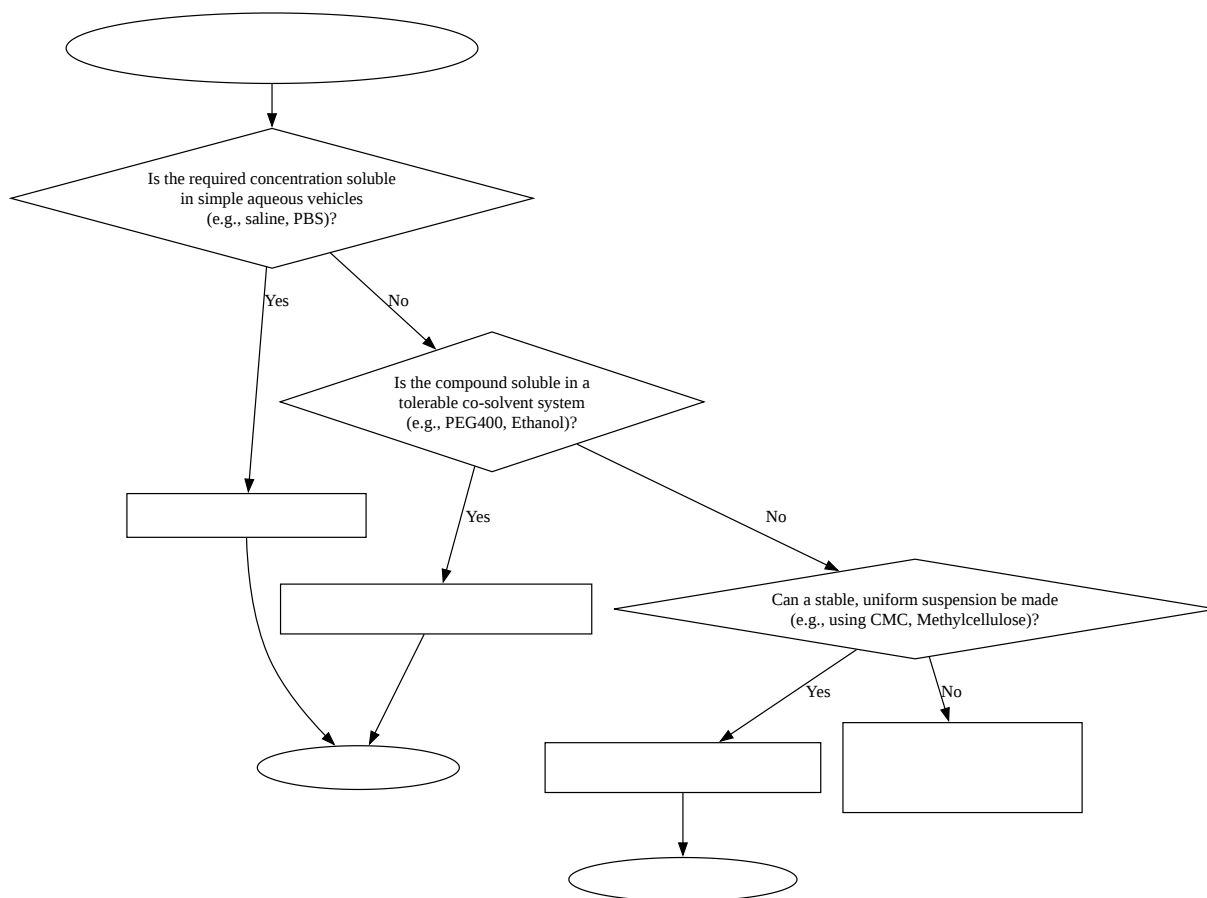 Is the required concentration soluble
in simple aqueous vehicles
(e.g., saline, PBS)?
Yes
No
Is the compound soluble in a
tolerable co-solvent system
(e.g., PEG400, Ethanol)?
Yes
No
Can a stable, uniform suspension be made
(e.g., using CMC, Methylcellulose)?
Yes
No